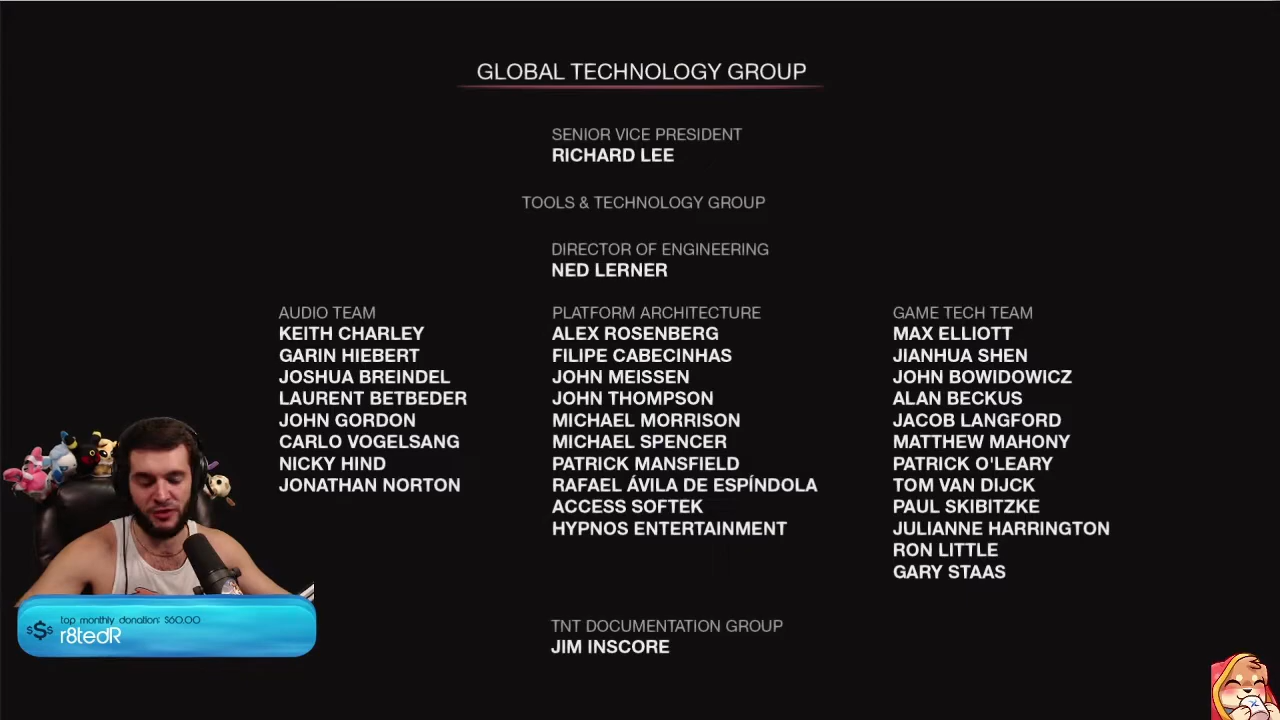 GLOBAL TECHNOLOGY GROUP
SENIOR VICE PRESIDENT
RICHARD LEE
TOOLS & TECHNOLOGY GROUP
DIRECTOR OF ENGINEERING
NED LERNER
AUDIO TEAM
KEITH CHARLEY
GARIN HIEBERT
JOSHUA BREINDEL
LAURENT BETBEDER
JOHN GORDON
CARLO VOGELSANG
NICKY HIND
JONATHAN NORTON
PLATFORM ARCHITECTURE
ALEX ROSENBERG
FILIPE CABECINHAS
JOHN MEISSEN
JOHN THOMPSON
MICHAEL MORRISON
MICHAEL SPENCER
PATRICK MANSFIELD
RAFAEL ÁVILA DE ESPÍNDOLA
ACCESS SOFTEK
HYPNOS ENTERTAINMENT
GAME TECH TEAM
MAX ELLIOTT
JIANHUA SHEN
JOHN BOWIDOWICZ
ALAN BECKUS
JACOB LANGFORD
MATTHEW MAHONY
PATRICK O'LEARY
TOM VAN DIJCK
PAUL SKIBITZKE
JULIANNE HARRINGTON
RON LITTLE
GARY STAAS
TNT DOCUMENTATION GROUP
JIM INSCORE
$$$ top monthly donation: $60.00
r8tedR